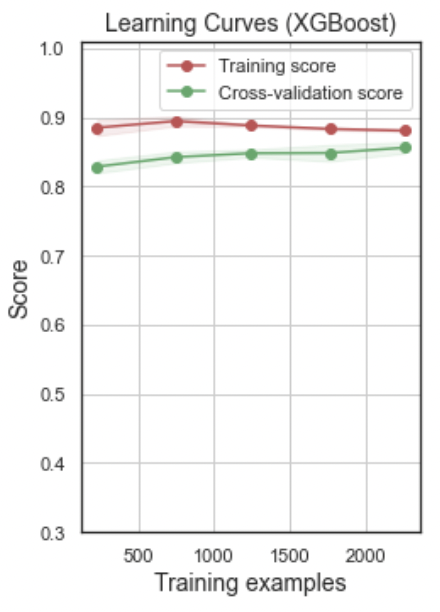 Learning Curves (XGBoost)
1.0
Training score
Cross-validation score
0.9
0.8
0.7
0.6
0.5
0.4
0.3
Score
500 1000 1500 2000
Training examples